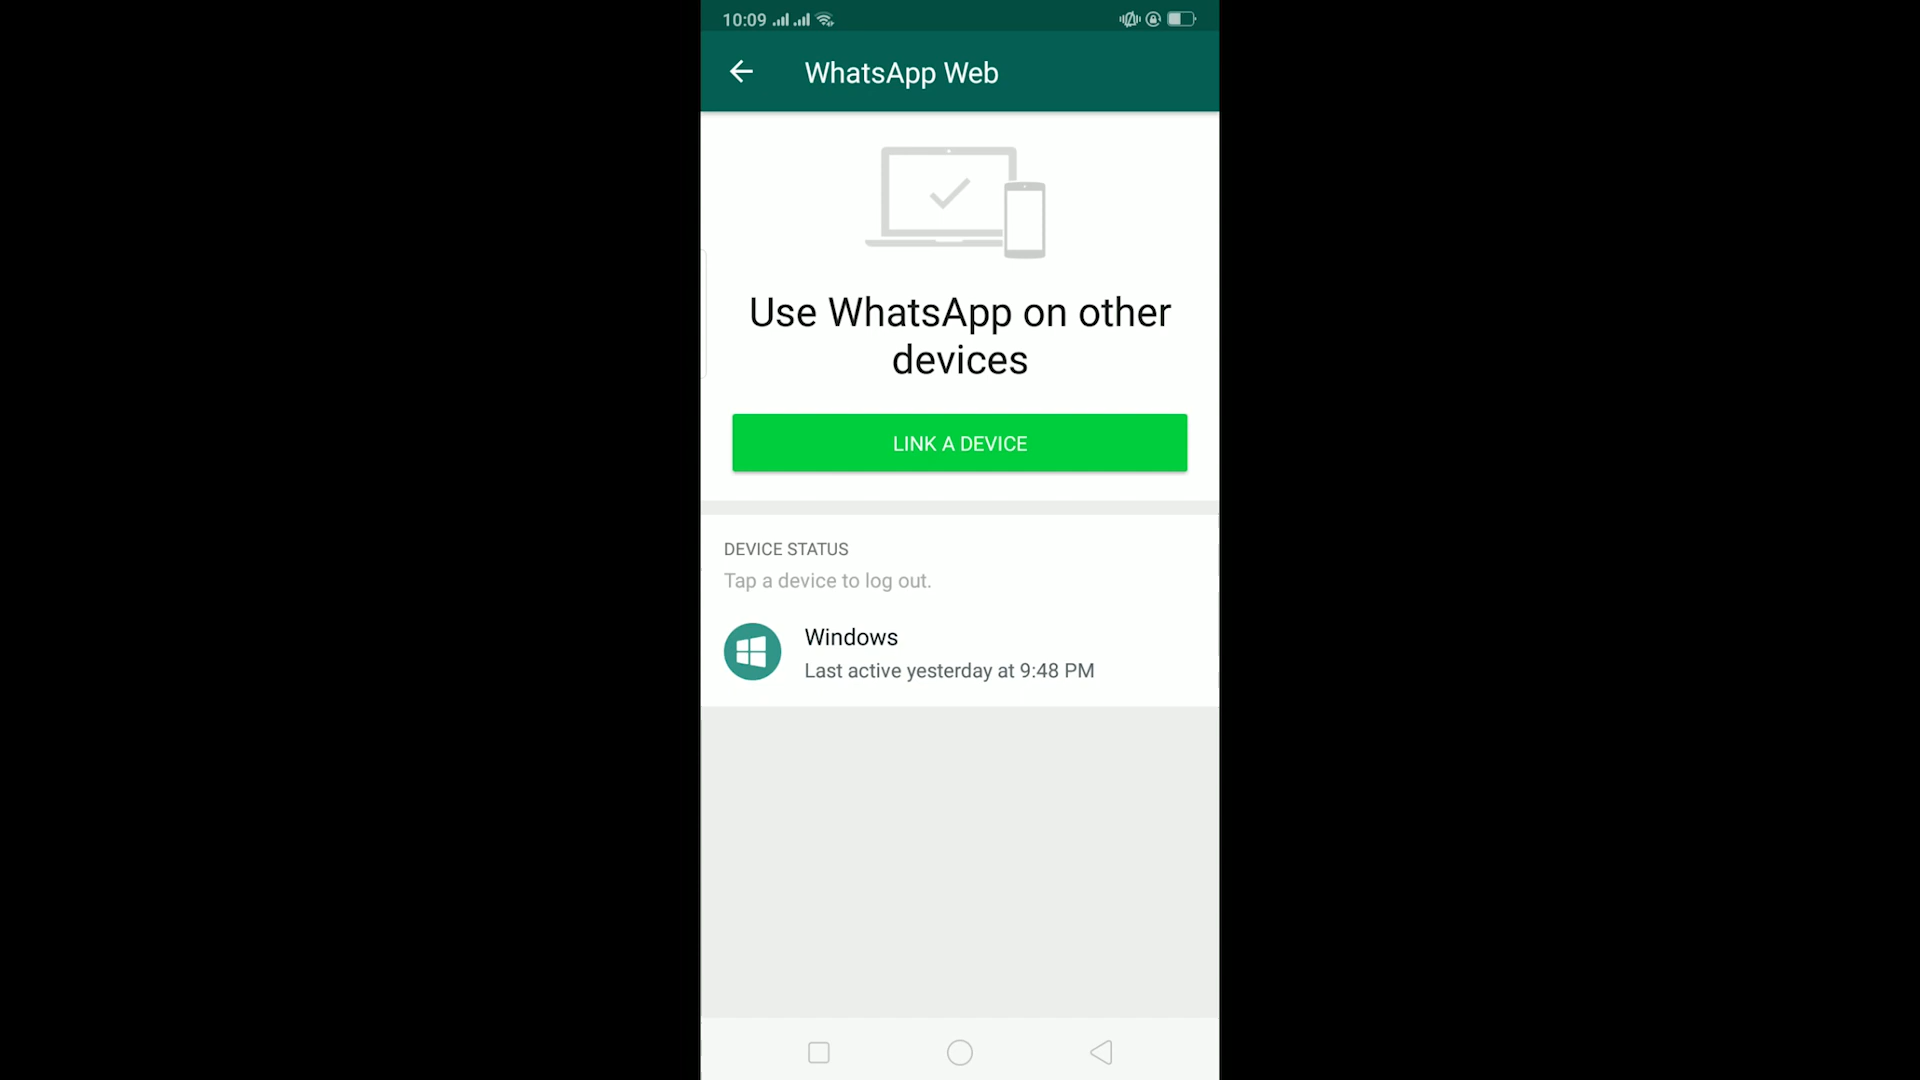 10:09
WhatsApp Web
Use WhatsApp on other
devices
LINK A DEVICE
DEVICE STATUS
Tap a device to log out.
Windows
Last active yesterday at 9:48 PM